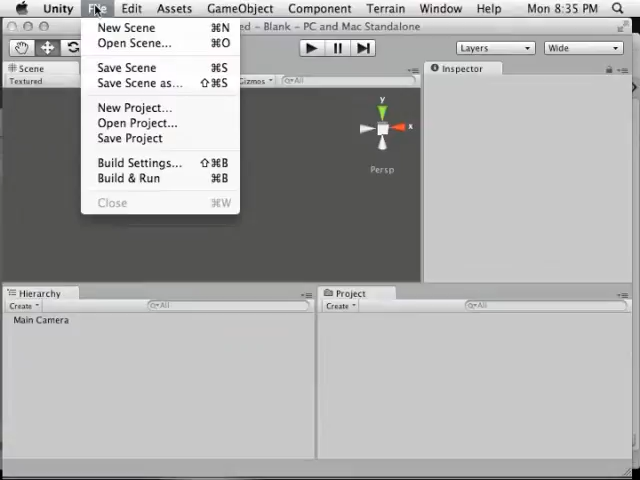 Unity File Edit Assets GameObject Component Terrain Window Help Mon 8:35 PM
ed – Blank – PC and Mac Standalone
New Scene ⌘N
Open Scene... ⌘O
Save Scene ⌘S
Save Scene as... ⇧⌘S
New Project...
Open Project...
Save Project
Build Settings... ⇧⌘B
Build & Run ⌘B
Close ⌘W
Layers Wide
Scene
Textured
Gizmos All
y
x
Persp
Inspector
Hierarchy
Create All
Main Camera
Project
Create All